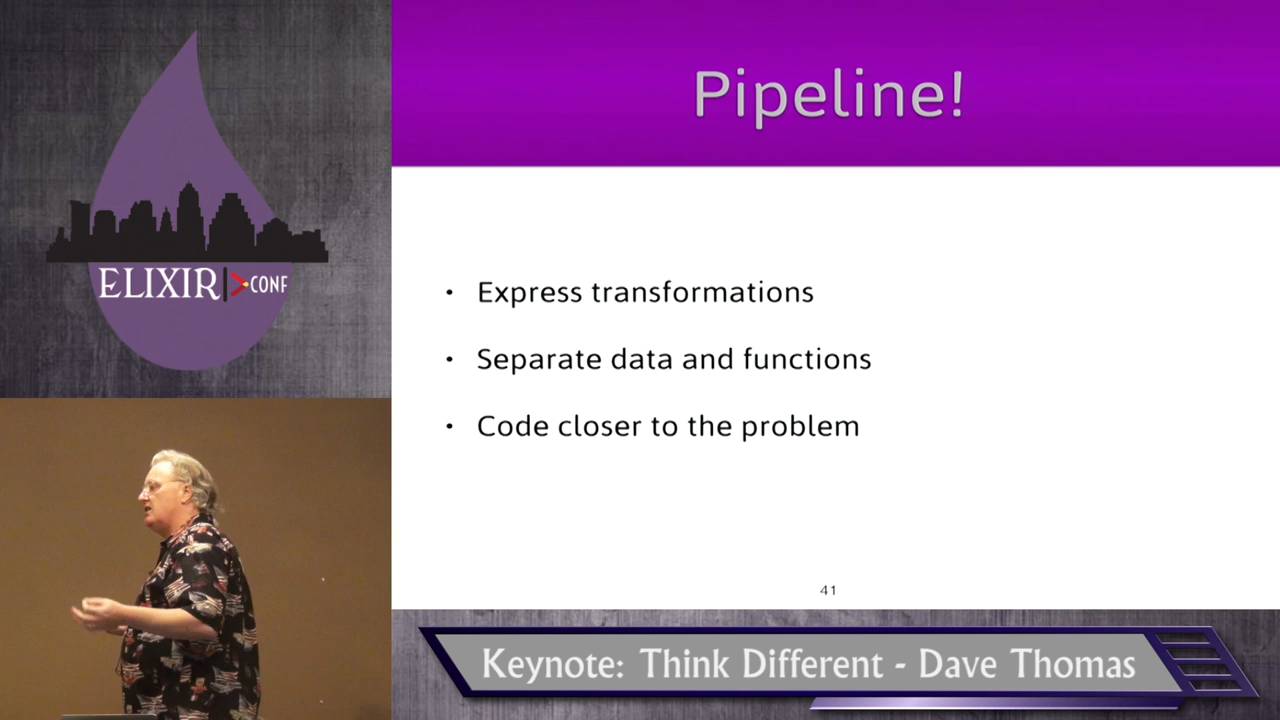 Pipeline!
ELIXIR|>CONF
• Express transformations
• Separate data and functions
• Code closer to the problem
41
Keynote: Think Different - Dave Thomas